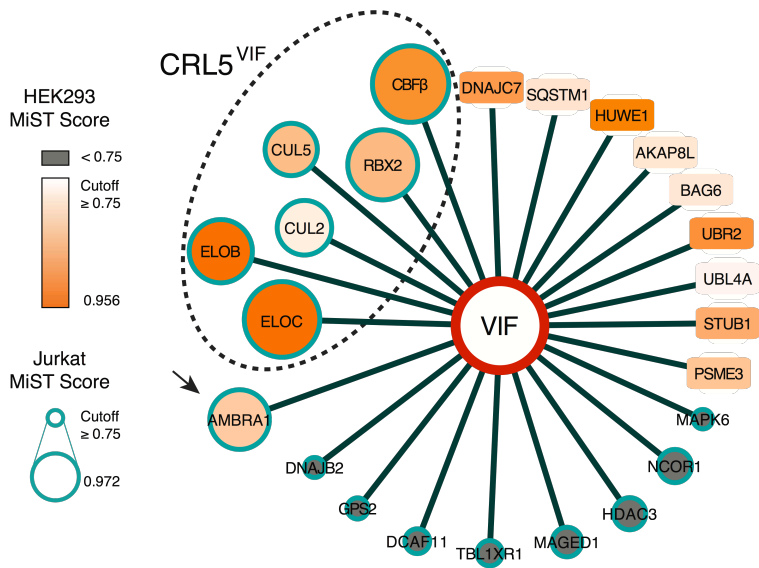 CRL5VIF
HEK293
MiST Score
< 0.75
Cutoff
≥ 0.75
0.956
Jurkat
MiST Score
Cutoff
≥ 0.75
0.972
CBFβ
DNAJC7
SQSTM1
HUWE1
AKAP8L
BAG6
UBR2
UBL4A
STUB1
PSME3
MAPK6
NCOR1
HDAC3
MAGED1
TBL1XR1
DCAF11
GPS2
DNAJB2
AMBRA1
ELOC
ELOB
CUL2
CUL5
RBX2
VIF